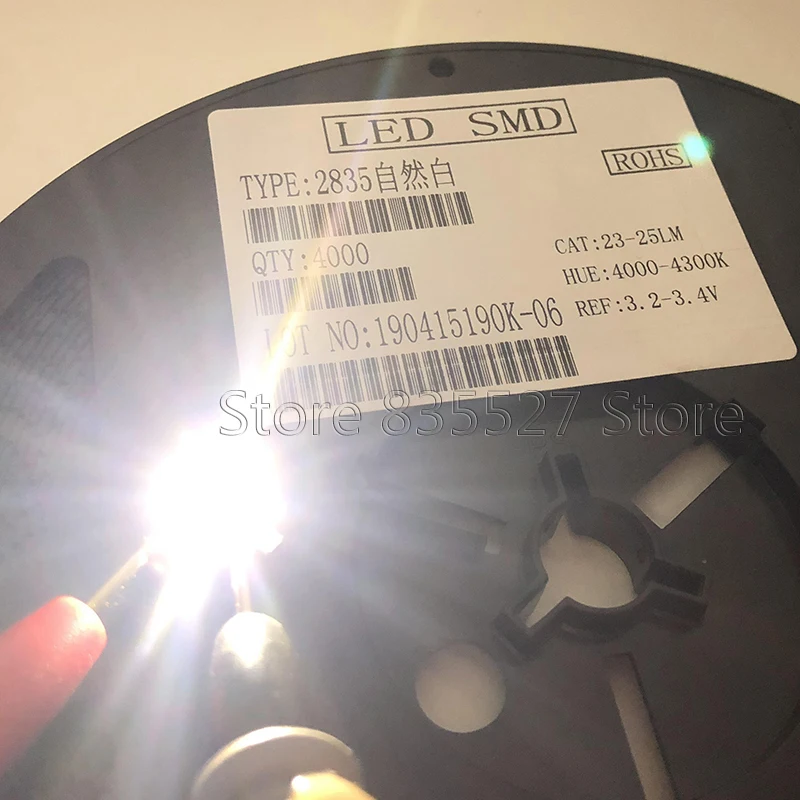 LED SMD
ROHS
TYPE:2835自然白
QTY:4000
CAT:23-25LM
HUE:4000-4300K
REF:3.2-3.4V
LOT NO:190415190K-06
Store 835527 Store